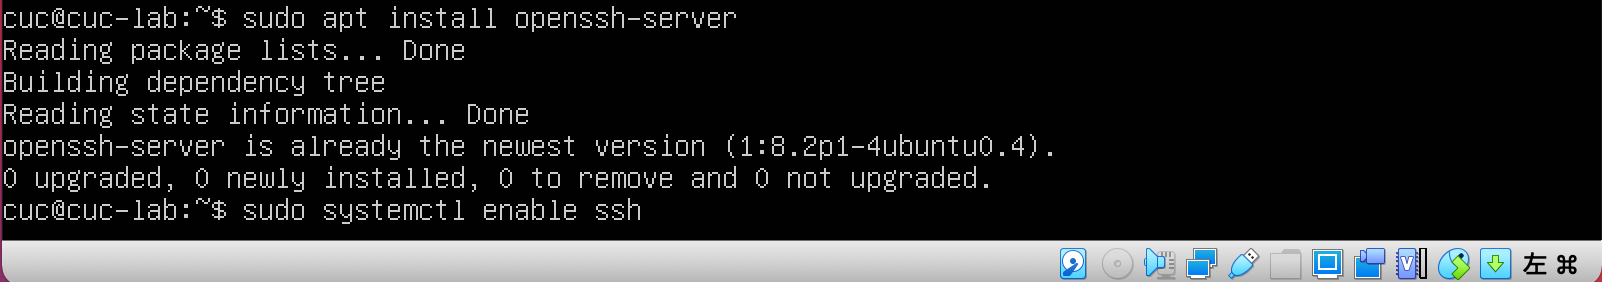 cuc@cuc-lab:~$ sudo apt install openssh-server
Reading package lists... Done
Building dependency tree
Reading state information... Done
openssh-server is already the newest version (1:8.2p1-4ubuntu0.4).
0 upgraded, 0 newly installed, 0 to remove and 0 not upgraded.
cuc@cuc-lab:~$ sudo systemctl enable ssh
V 左 ⌘